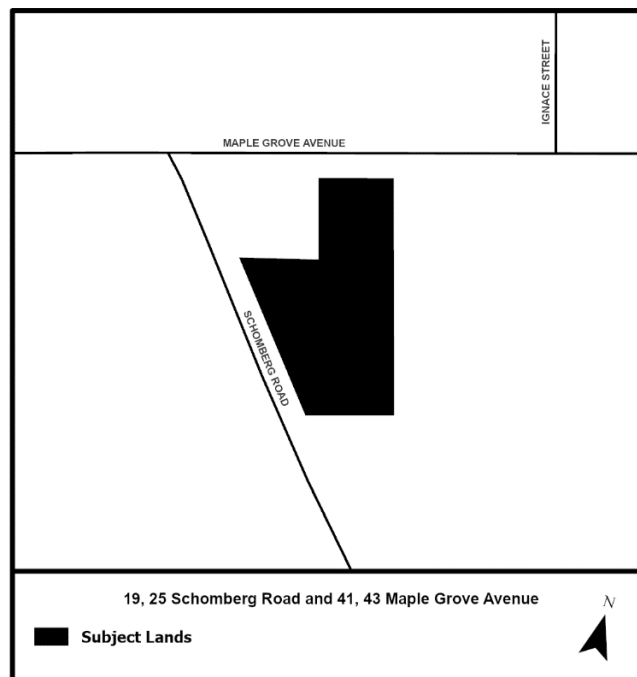 IGNACE STREET
MAPLE GROVE AVENUE
SCHOMBERG ROAD
19, 25 Schomberg Road and 41, 43 Maple Grove Avenue
N
Subject Lands